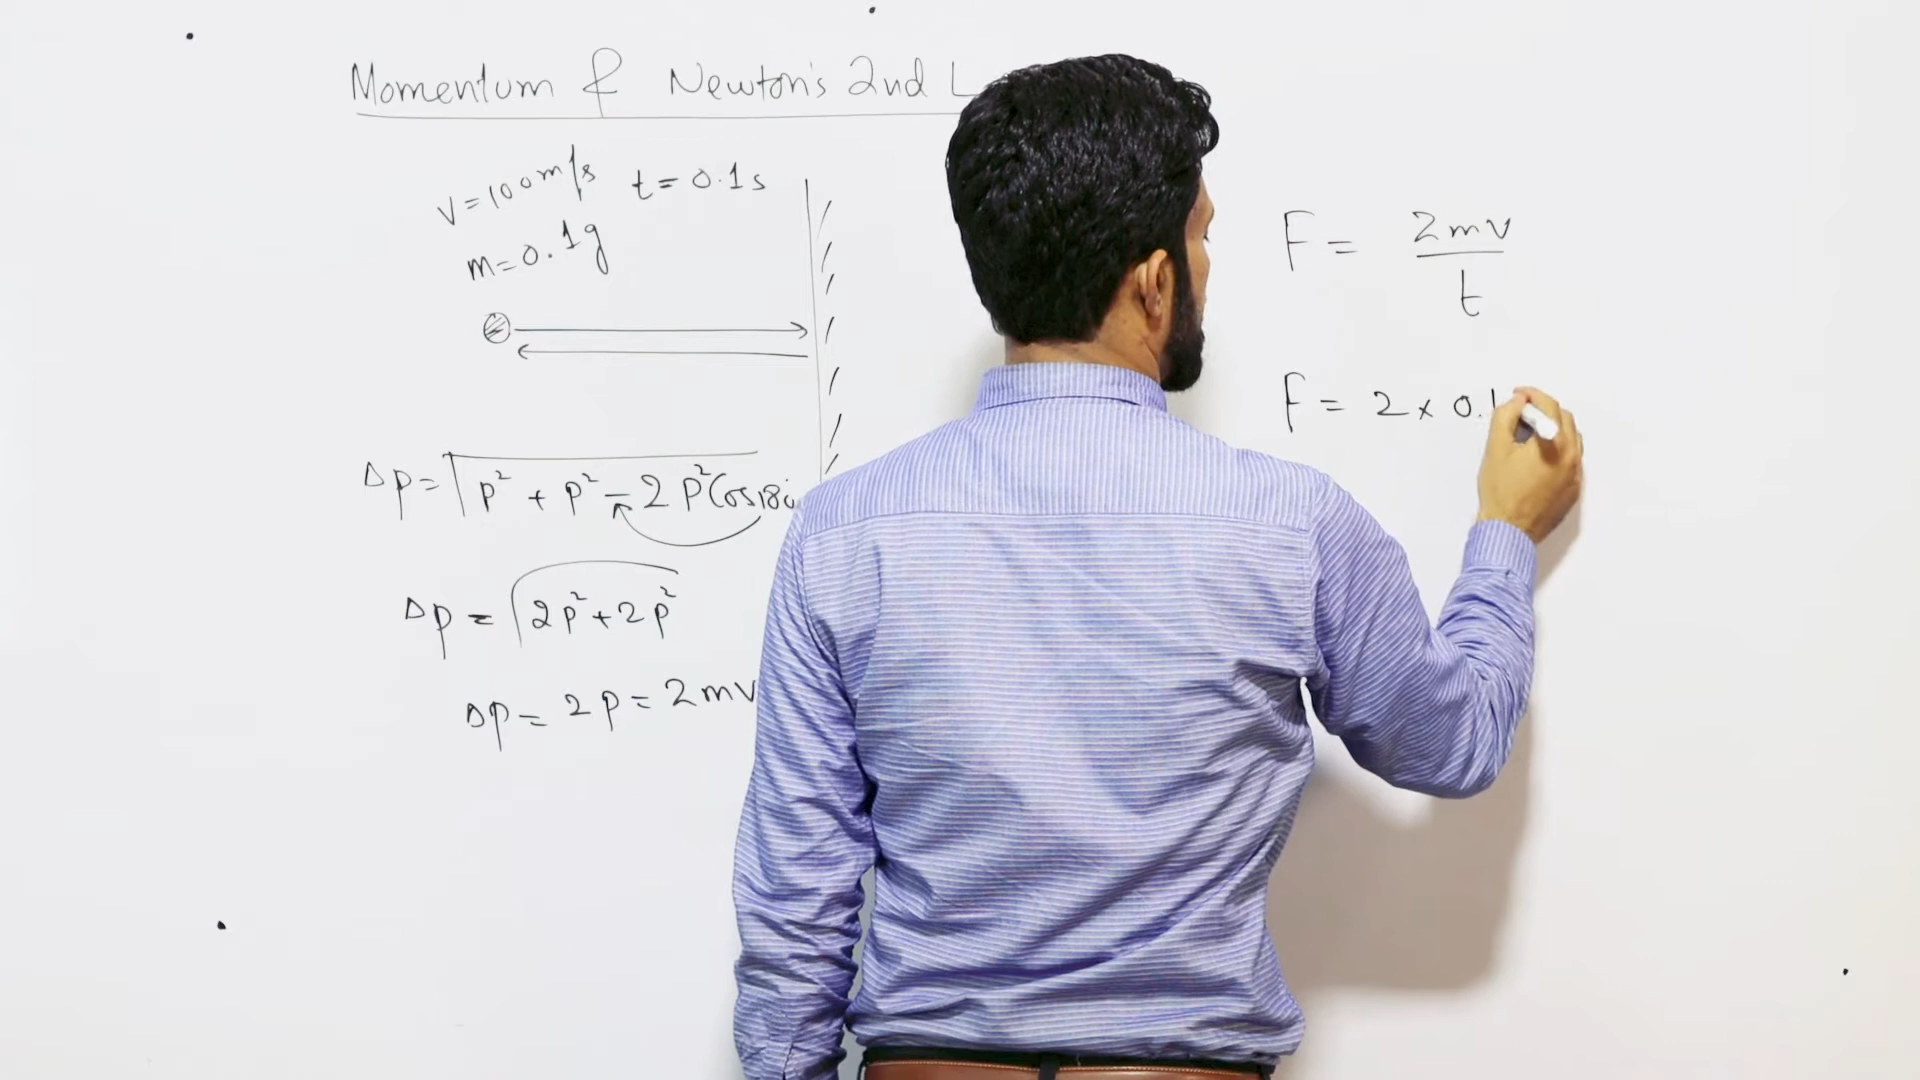 Momentum & Newton's 2nd L
v=100m/s t=0.1s
m=0.1g
Δp=√p²+p²-2p²Cos180
Δp=√2p²+2p²
Δp=2p=2mv
F = 2mv/t
F = 2×0.1